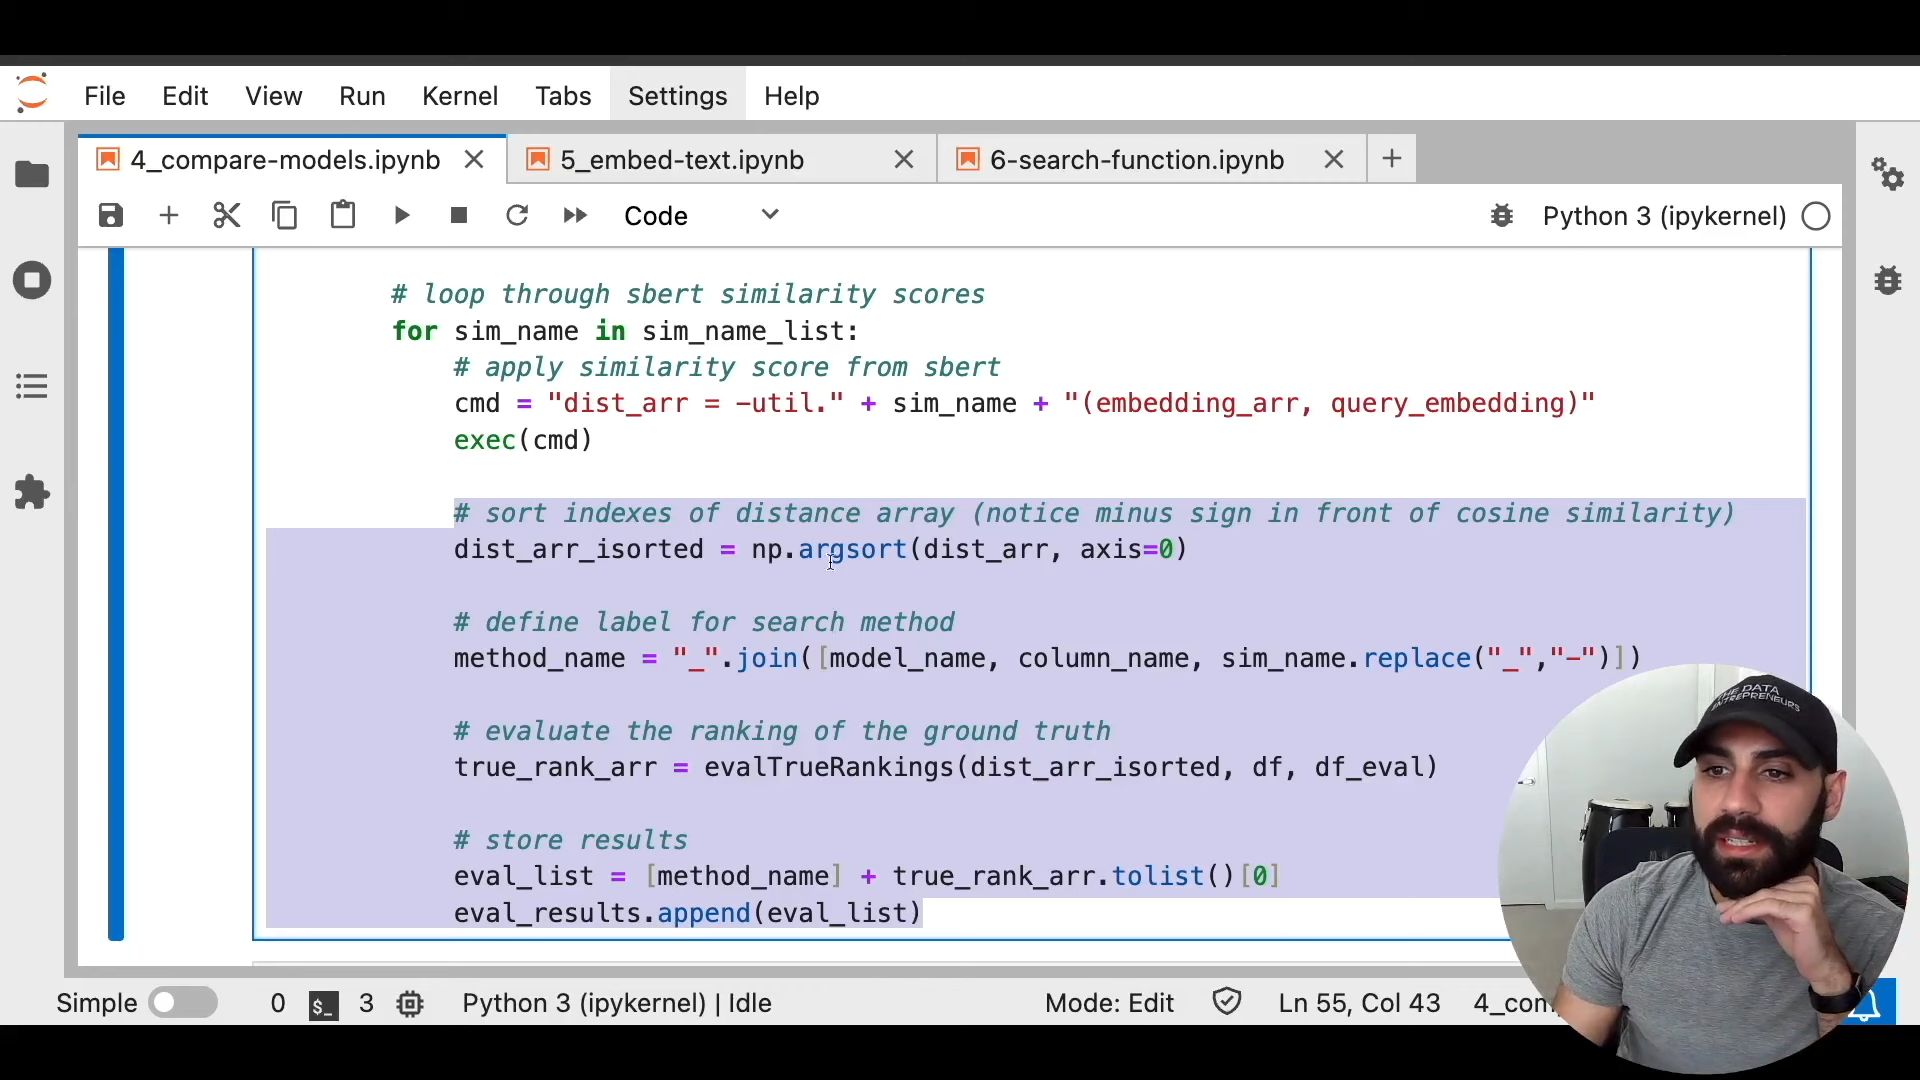 File Edit View Run Kernel Tabs Settings Help
4_compare-models.ipynb 5_embed-text.ipynb 6-search-function.ipynb
Code Python 3 (ipykernel)
# loop through sbert similarity scores
for sim_name in sim_name_list:
# apply similarity score from sbert
cmd = "dist_arr = -util." + sim_name + "(embedding_arr, query_embedding)"
exec(cmd)
# sort indexes of distance array (notice minus sign in front of cosine similarity)
dist_arr_isorted = np.argsort(dist_arr, axis=0)
# define label for search method
method_name = "_".join([model_name, column_name, sim_name.replace("_","-")])
# evaluate the ranking of the ground truth
true_rank_arr = evalTrueRankings(dist_arr_isorted, df, df_eval)
# store results
eval_list = [method_name] + true_rank_arr.tolist()[0]
eval_results.append(eval_list)
THE DATA
ENTREPRENEURS
Simple 0 $_ 3 Python 3 (ipykernel) | Idle Mode: Edit Ln 55, Col 43